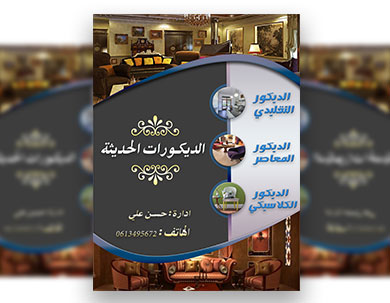 الديكور
التقليدي
الديكور
المعاصر
الديكور
الكلاسيكي
الديكورات الحديثة
ادارة : حسن علي
الهاتف : 0613495672